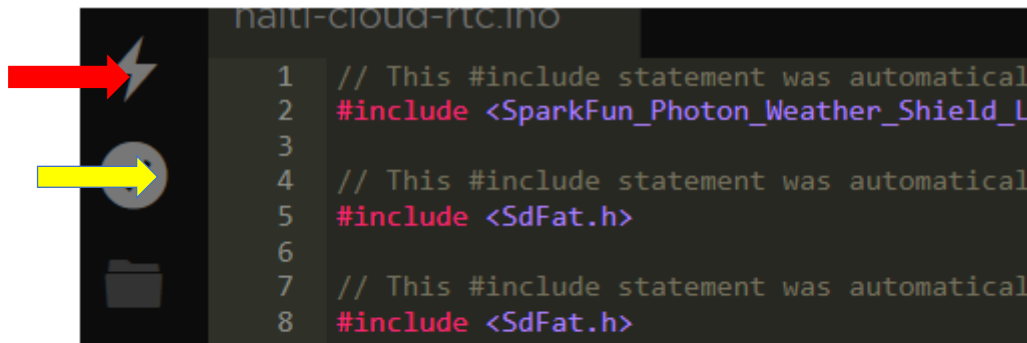 haiti-cloud-rtc.ino
1 // This #include statement was automatical
2 #include <SparkFun_Photon_Weather_Shield_L
3
4 // This #include statement was automatical
5 #include <SdFat.h>
6
7 // This #include statement was automatical
8 #include <SdFat.h>